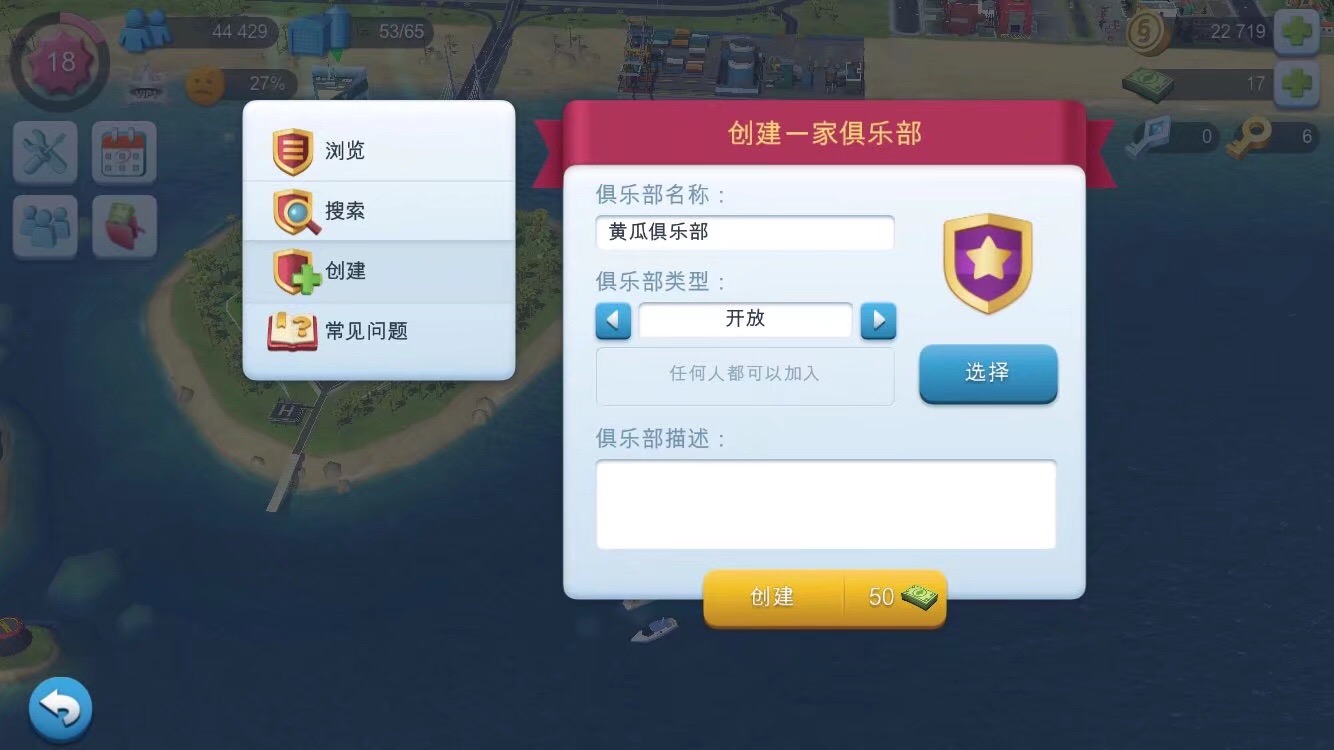 18
44 429
53/65
27%
VIP
22 719
17
0
6
浏览
搜索
创建
常见问题
创建一家俱乐部
俱乐部名称：
黄瓜俱乐部
俱乐部类型：
开放
任何人都可以加入
选择
俱乐部描述：
创建 50
H